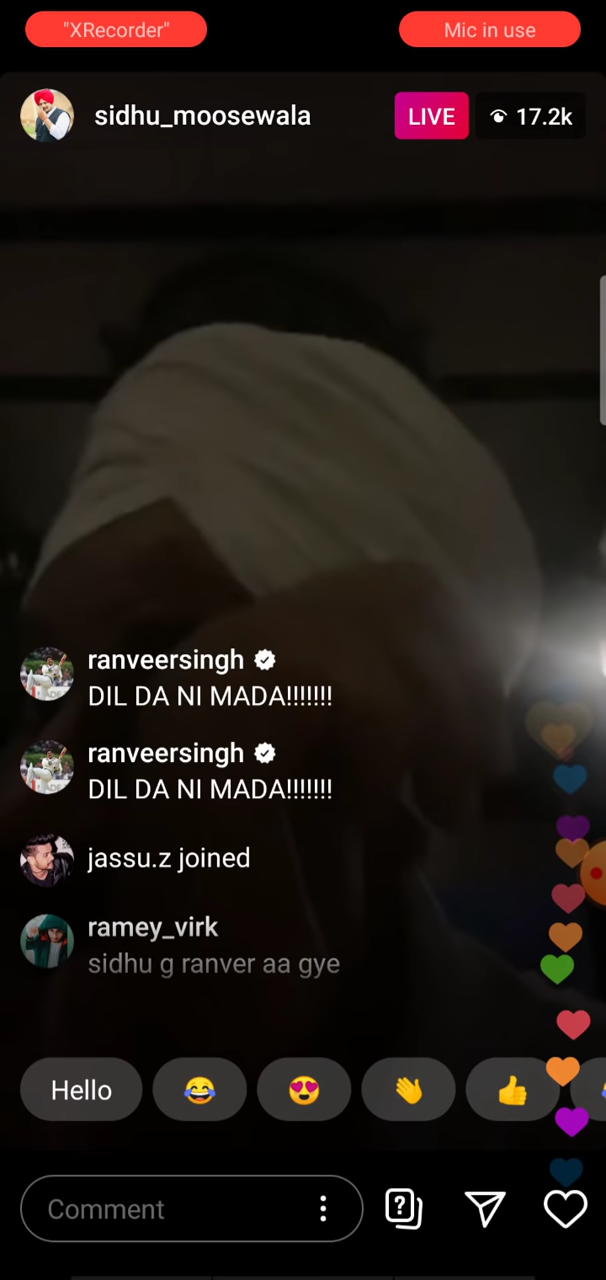 "XRecorder"
Mic in use
sidhu_moosewala
LIVE
17.2k
ranveersingh
DIL DA NI MADA!!!!!!!
ranveersingh
DIL DA NI MADA!!!!!!!
jassu.z joined
ramey_virk
sidhu g ranver aa gye
Hello
Comment